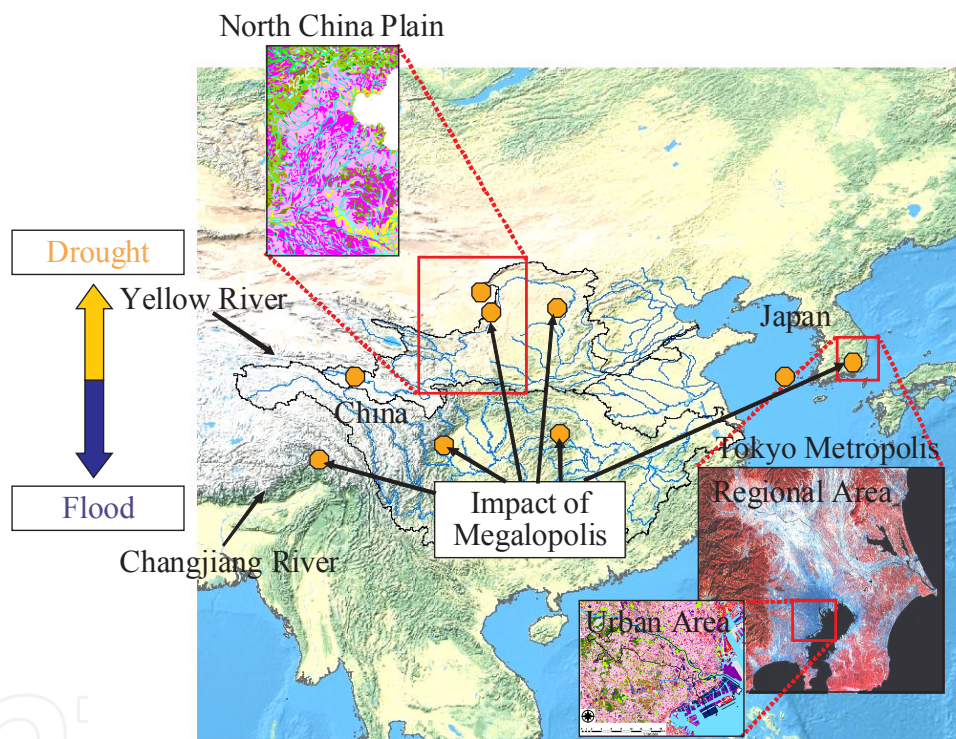 North China Plain
Drought
Yellow River
Japan
China
Tokyo Metropolis
Regional Area
Impact of
Megalopolis
Flood
Changjiang River
Urban Area